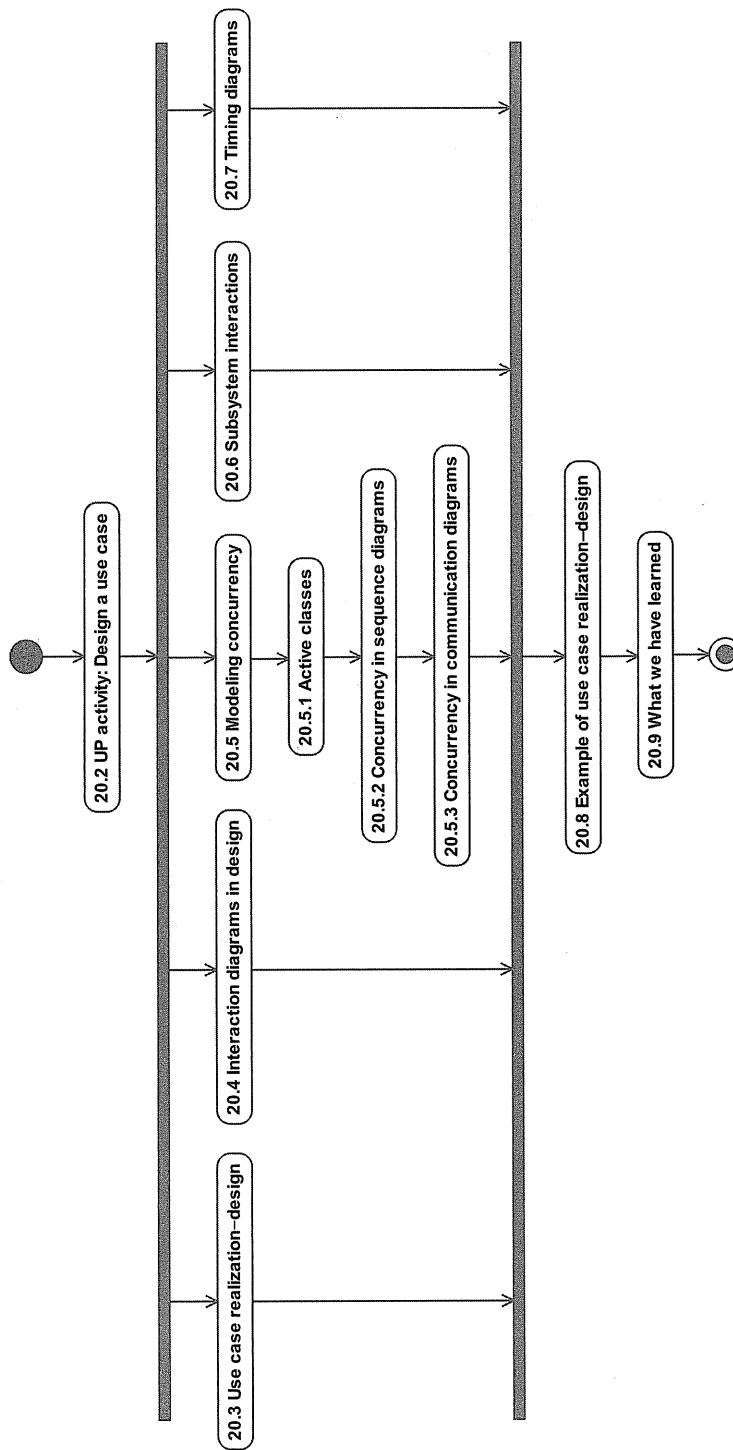 20.2 UP activity: Design a use case
20.3 Use case realization–design
20.4 Interaction diagrams in design
20.5 Modeling concurrency
20.6 Subsystem interactions
20.7 Timing diagrams
20.5.1 Active classes
20.5.2 Concurrency in sequence diagrams
20.5.3 Concurrency in communication diagrams
20.8 Example of use case realization–design
20.9 What we have learned